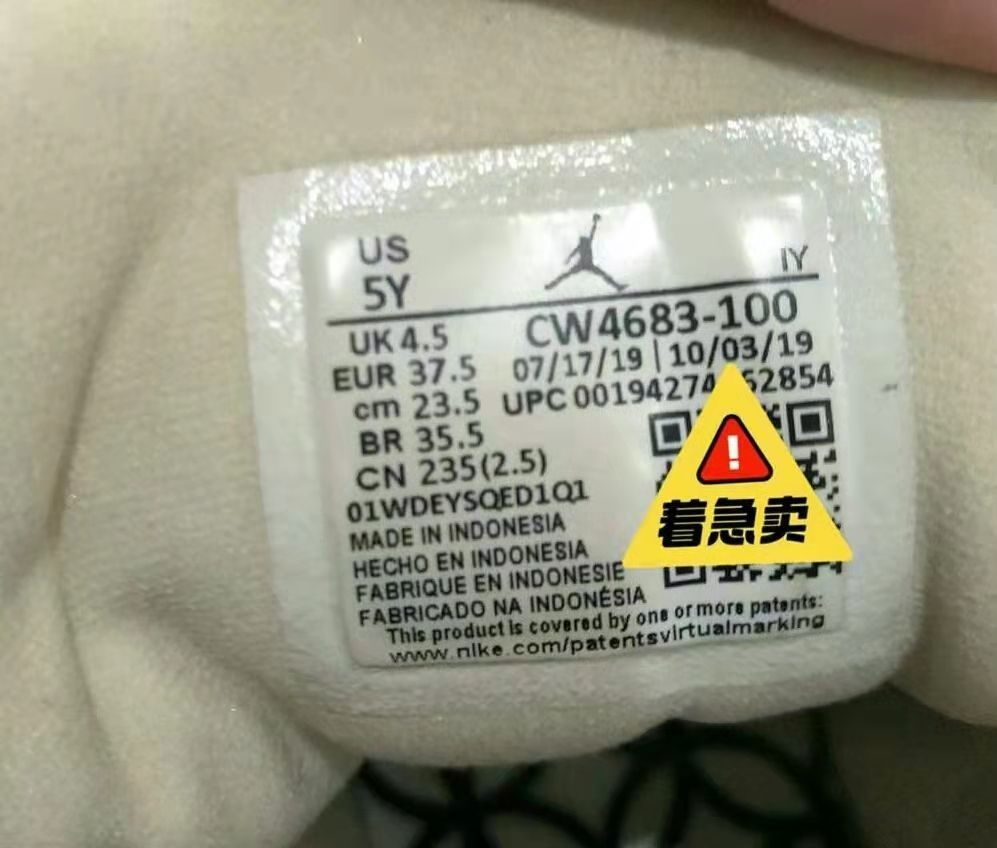 US
5Y
IY
UK 4.5
EUR 37.5
cm 23.5
BR 35.5
CN 235(2.5)
CW4683-100
07/17/19 | 10/03/19
UPC
01WDEYSQED1Q1
MADE IN INDONESIA
HECHO EN INDONESIA
FABRIQUE EN INDONESIE
FABRICADO NA INDONÉSIA
This product is covered by one or more patents:
www.nike.com/patentsvirtualmarking
!
着急卖